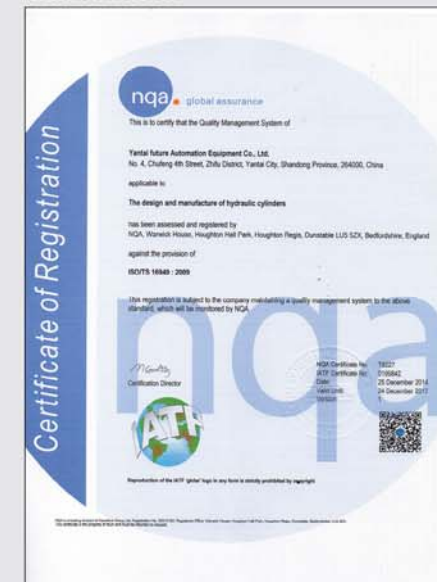 Certificate of Registration
nqa. global assurance
This is to certify that the Quality Management System of
Yantai future Automation Equipment Co., Ltd.
No. 4, Chufeng 4th Street, Zhifu District, Yantai City, Shandong Province, 264000, China
applicable to
The design and manufacture of hydraulic cylinders
has been assessed and registered by
NQA, Warwick House, Houghton Hall Park, Houghton Regis, Dunstable LU5 5ZX, Bedfordshire, England
against the provision of
ISO/TS 16949 : 2009
This registration is subject to the company maintaining a quality management system to the above
standard, which will be monitored by NQA
nqa
Certification Director
NQA Certificate No:
IATF Certificate No:
Date: 25 December 2014
Valid Until: 24 December 2017
Version: 1
IATF
Reproduction of the IATF 'global' logo in any form is strictly prohibited by copyright